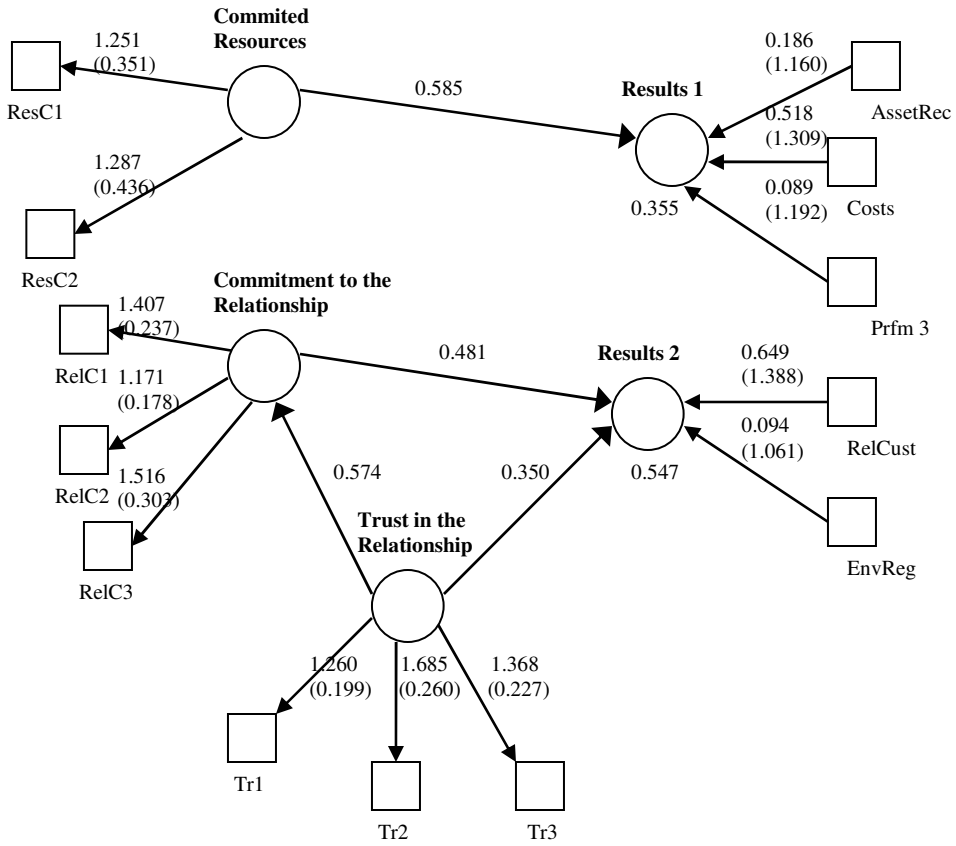 Commited
Resources
1.251
(0.351)
ResC1
1.287
(0.436)
ResC2
0.585
Results 1
0.355
0.186
(1.160)
AssetRec
0.518
(1.309)
Costs
0.089
(1.192)
Prfm 3
Commitment to the
Relationship
1.407
(0.237)
RelC1
1.171
(0.178)
RelC2
1.516
(0.303)
RelC3
0.481
Results 2
0.547
0.649
(1.388)
RelCust
0.094
(1.061)
EnvReg
0.574
0.350
Trust in the
Relationship
1.260
(0.199)
Tr1
1.685
(0.260)
Tr2
1.368
(0.227)
Tr3